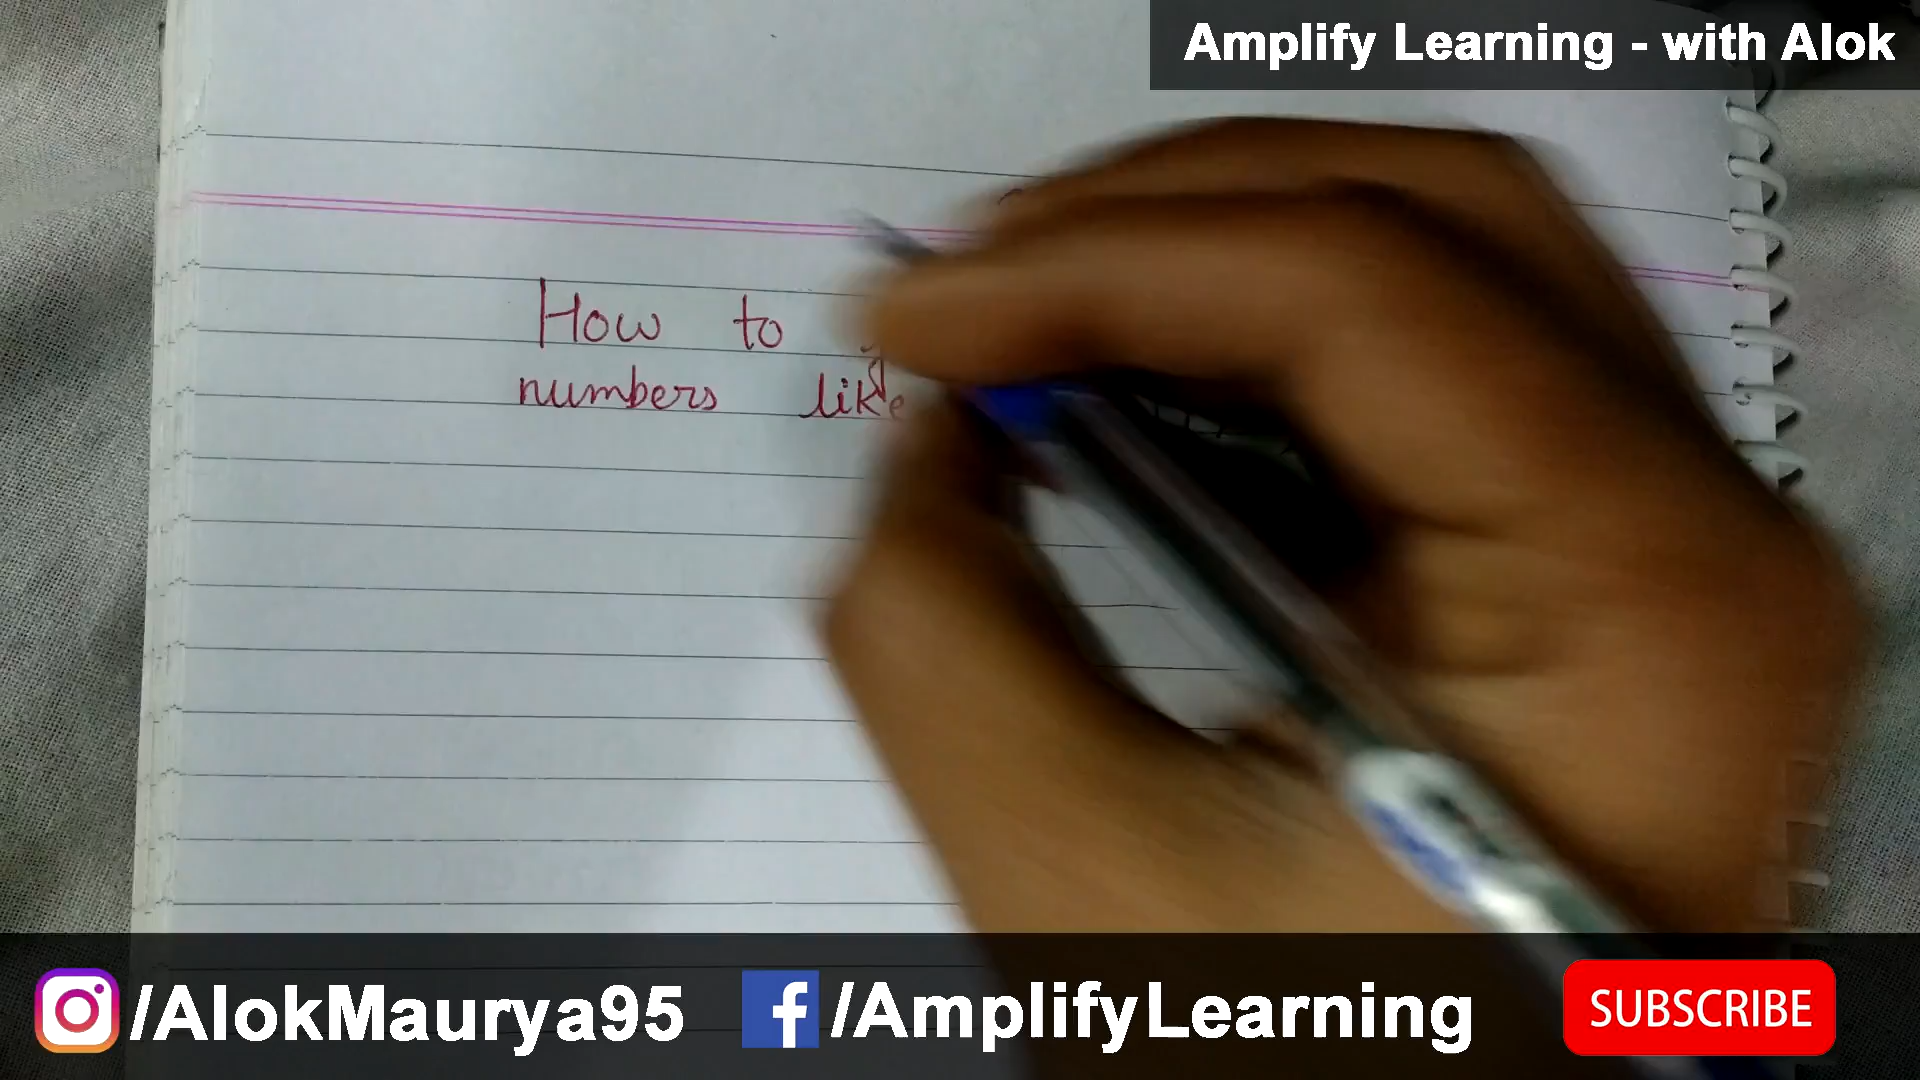 Amplify Learning - with Alok
How to
numbers like
/AlokMaurya95 /AmplifyLearning SUBSCRIBE